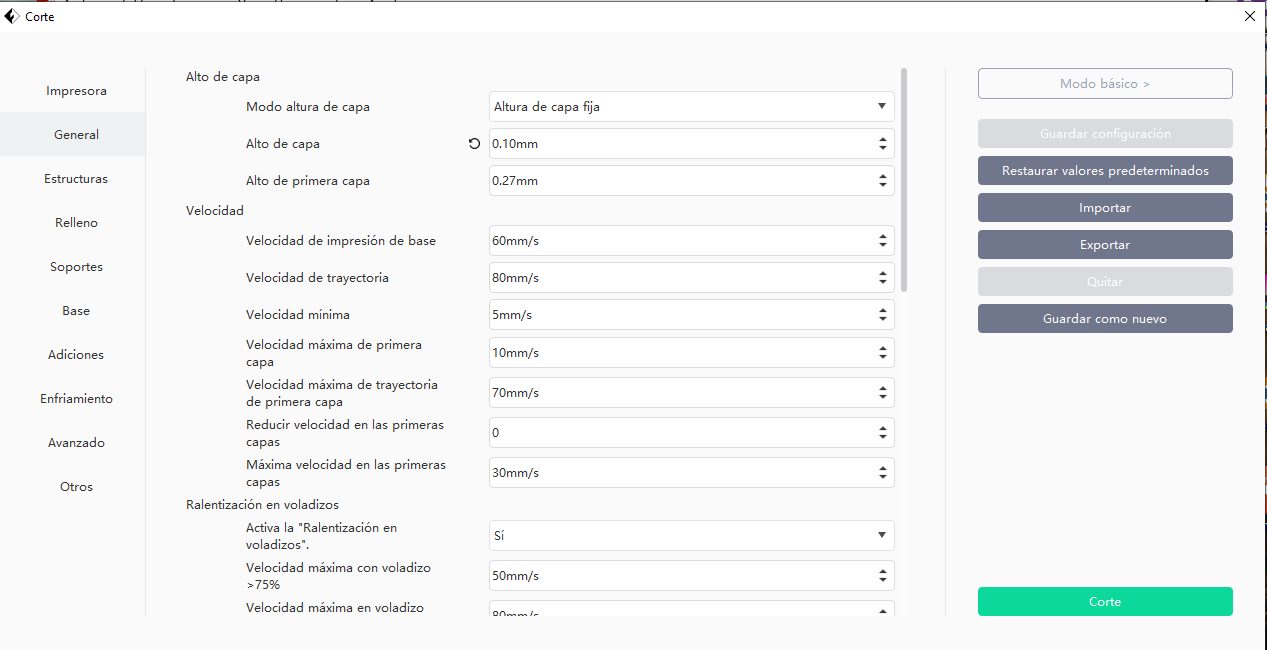 Corte
Impresora
General
Estructuras
Relleno
Soportes
Base
Adiciones
Enfriamiento
Avanzado
Otros
Alto de capa
Modo altura de capa
Altura de capa fija
Alto de capa
0.10mm
Alto de primera capa
0.27mm
Velocidad
Velocidad de impresión de base
60mm/s
Velocidad de trayectoria
80mm/s
Velocidad mínima
5mm/s
Velocidad máxima de primera
capa
10mm/s
Velocidad máxima de trayectoria
de primera capa
70mm/s
Reducir velocidad en las primeras
capas
0
Máxima velocidad en las primeras
capas
30mm/s
Ralentización en voladizos
Activa la "Ralentización en
voladizos".
Sí
Velocidad máxima con voladizo
>75%
50mm/s
Velocidad máxima en voladizo
80mm/s
Modo básico >
Guardar configuración
Restaurar valores predeterminados
Importar
Exportar
Quitar
Guardar como nuevo
Corte